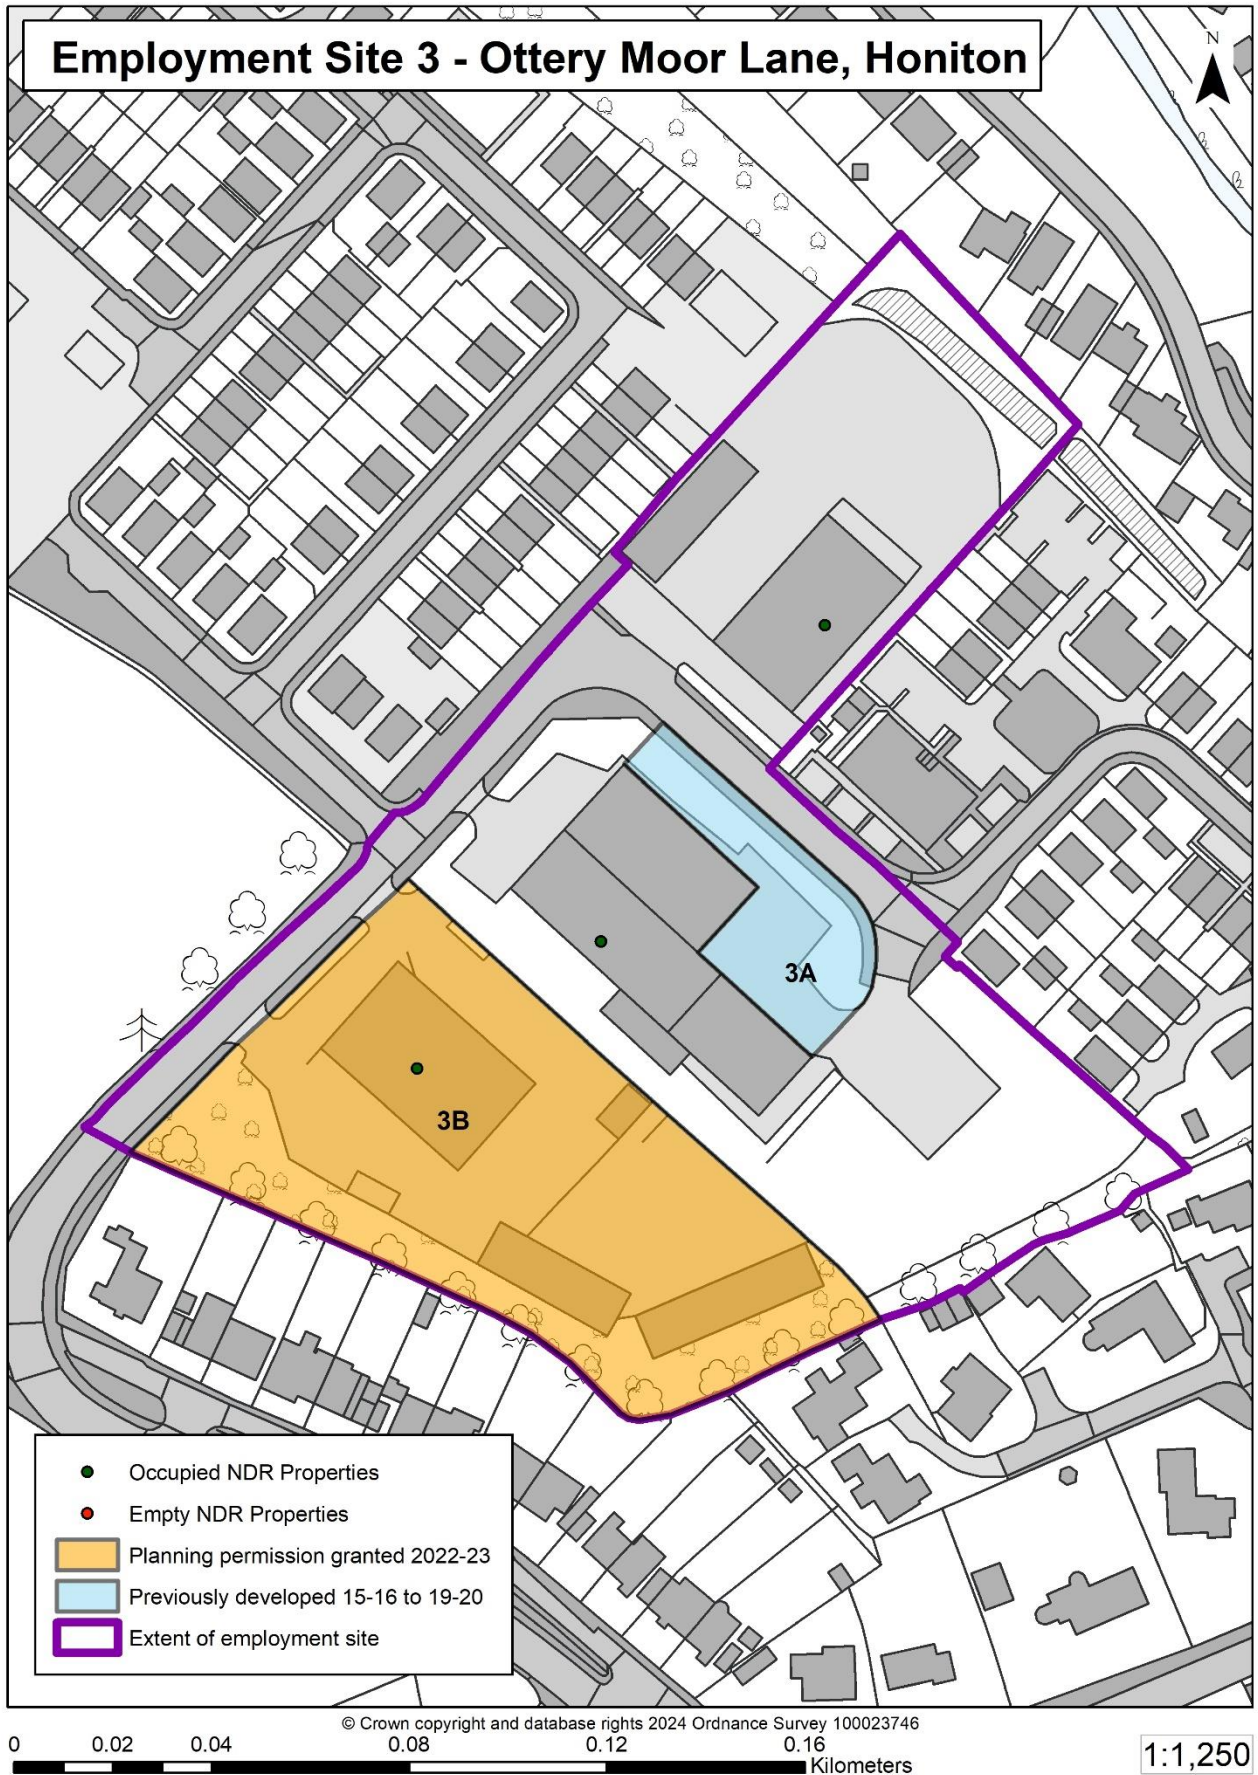 Employment Site 3 - Ottery Moor Lane, Honiton
N
3A
3B
Occupied NDR Properties
Empty NDR Properties
Planning permission granted 2022-23
Previously developed 15-16 to 19-20
Extent of employment site
© Crown copyright and database rights 2024 Ordnance Survey 100023746
0 0.02 0.04 0.08 0.12 0.16
Kilometers
1:1,250